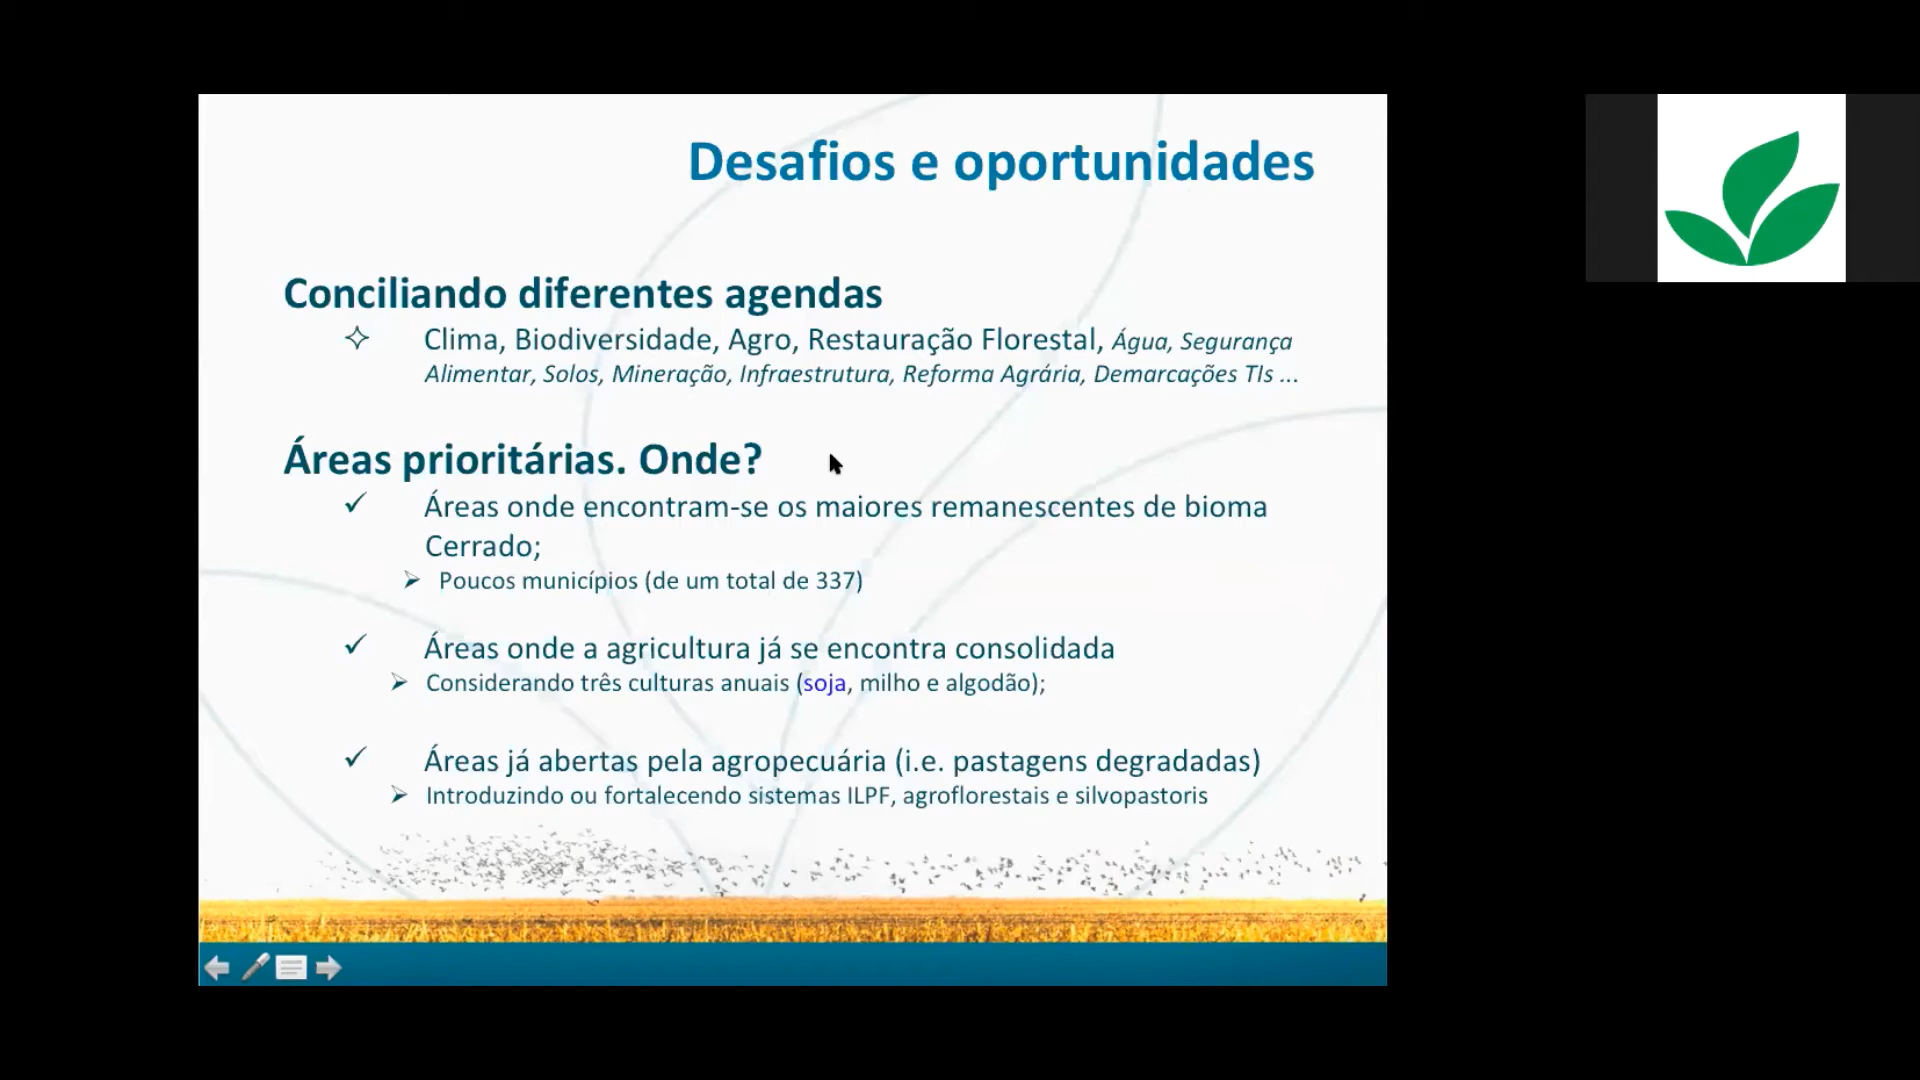 Desafios e oportunidades
Conciliando diferentes agendas
Clima, Biodiversidade, Agro, Restauração Florestal, Água, Segurança
Alimentar, Solos, Mineração, Infraestrutura, Reforma Agrária, Demarcações TIs ...
Áreas prioritárias. Onde?
Áreas onde encontram-se os maiores remanescentes de bioma
Cerrado;
Poucos municípios (de um total de 337)
Áreas onde a agricultura já se encontra consolidada
Considerando três culturas anuais (soja, milho e algodão);
Áreas já abertas pela agropecuária (i.e. pastagens degradadas)
Introduzindo ou fortalecendo sistemas ILPF, agroflorestais e silvopastoris